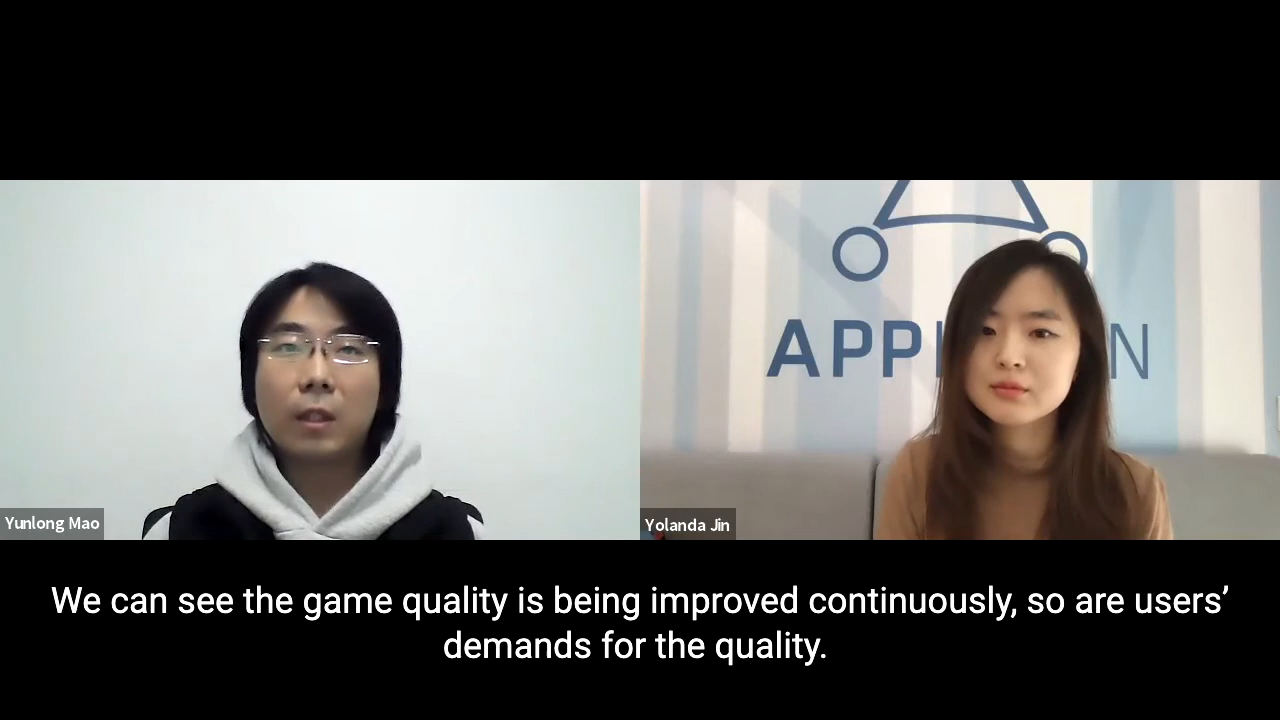 APP N
Yunlong Mao
Yolanda Jin
We can see the game quality is being improved continuously, so are users’
demands for the quality.